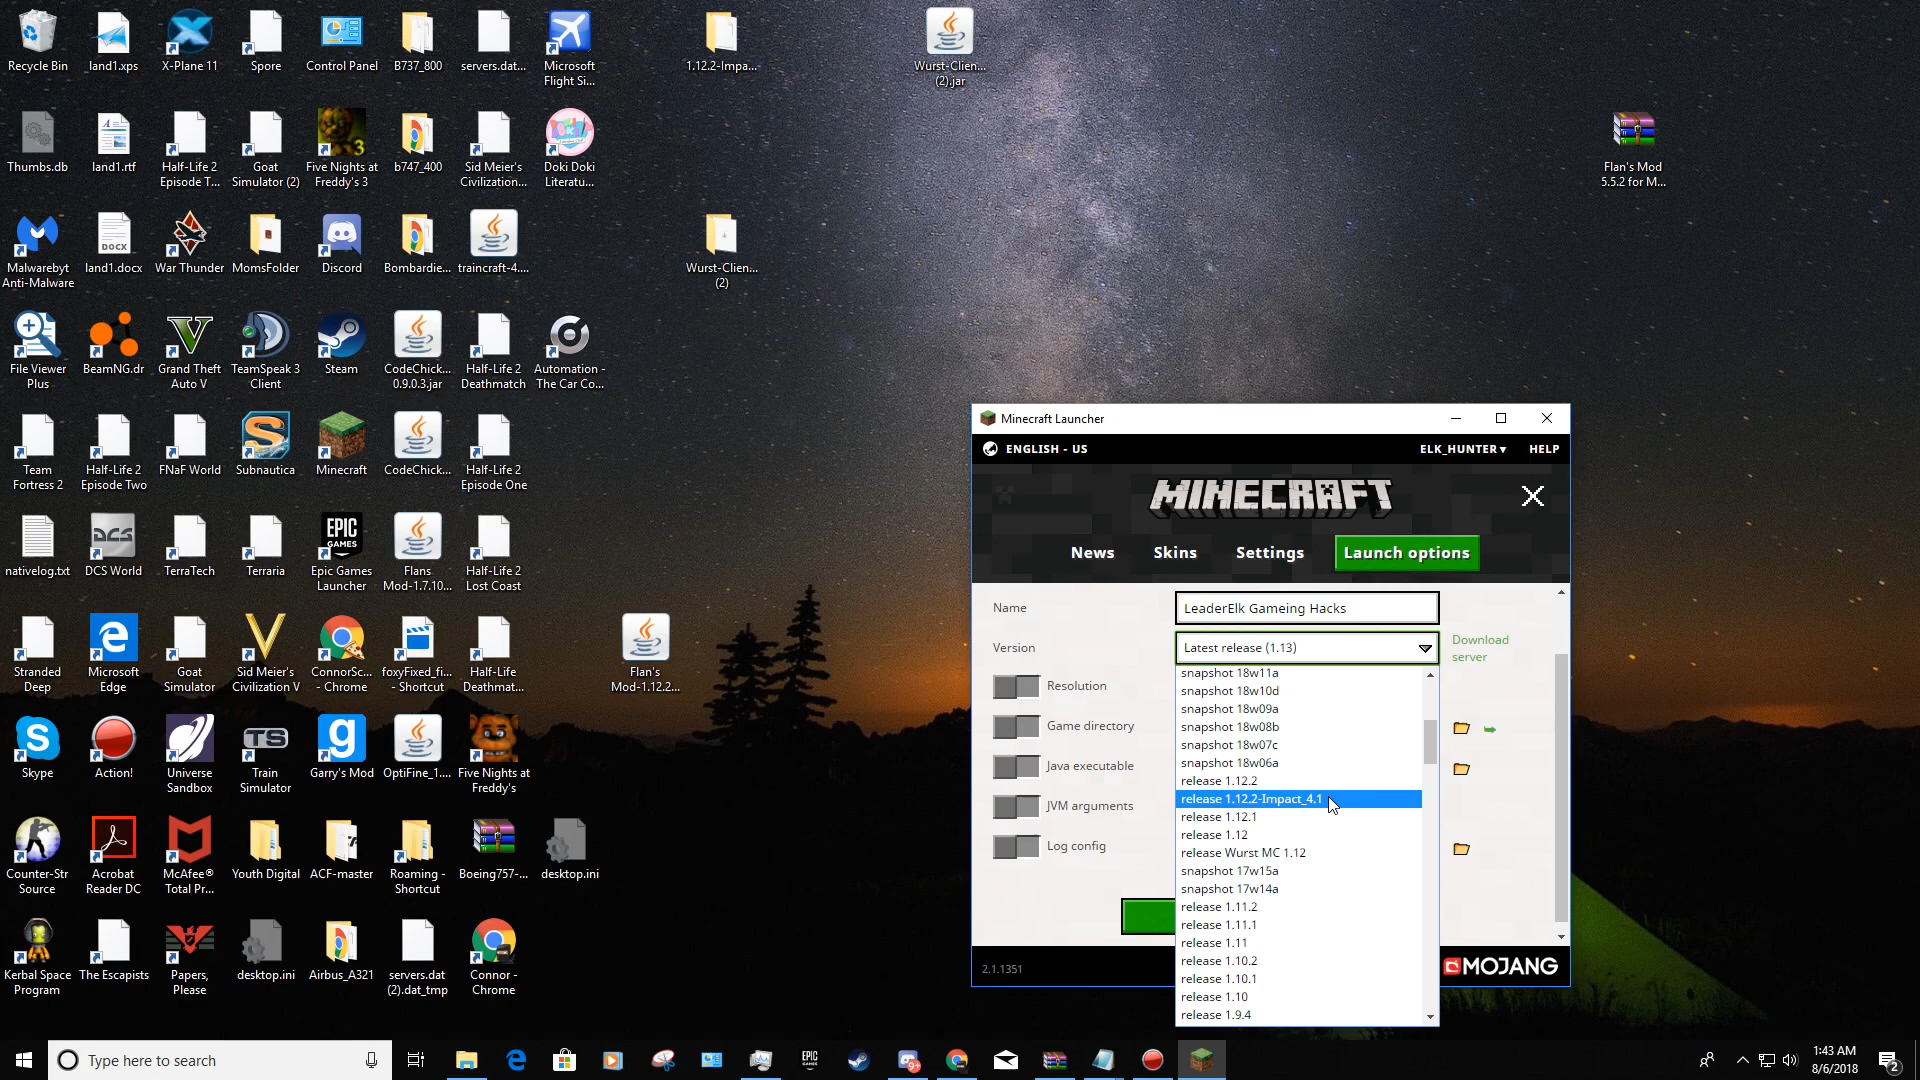 Recycle Bin
land1.xps
X-Plane 11
Spore
Control Panel
B737_800
servers.dat...
Microsoft
Flight Si...
1.12.2-Impa...
Wurst-Clien...
(2).jar
Thumbs.db
land1.rtf
Half-Life 2
Episode T...
Goat
Simulator (2)
3
Five Nights at
Freddy's 3
b747_400
Sid Meier's
Civilization...
Doki Doki
Literatu...
Flan's Mod
5.5.2 for M...
Malwarebyt
Anti-Malware
DOCX
land1.docx
War Thunder
MomsFolder
Discord
Bombardie...
traincraft-4....
Wurst-Clien...
(2)
File Viewer
Plus
BeamNG.dr
Grand Theft
Auto V
TeamSpeak 3
Client
Steam
CodeChick...
0.9.0.3.jar
Half-Life 2
Deathmatch
Automation -
The Car Co...
Team
Fortress 2
Half-Life 2
Episode Two
FNaF World
Subnautica
Minecraft
CodeChick...
Half-Life 2
Episode One
nativelog.txt
DCS
DCS World
TerraTech
Terraria
EPIC
GAMES
Epic Games
Launcher
Flans
Mod-1.7.10...
Half-Life 2
Lost Coast
Stranded
Deep
Microsoft
Edge
Goat
Simulator
Sid Meier's
Civilization V
ConnorSc...
- Chrome
foxyFixed_fi...
- Shortcut
Half-Life
Deathmat...
Flan's
Mod-1.12.2...
Skype
Action!
Universe
Sandbox
TS
Train
Simulator
g
Garry's Mod
OptiFine_1....
Five Nights at
Freddy's
Counter-Str
Source
Acrobat
Reader DC
McAfee®
Total Pr...
Youth Digital
ACF-master
Roaming -
Shortcut
Boeing757-...
desktop.ini
Kerbal Space
Program
The Escapists
Papers,
Please
desktop.ini
Airbus_A321
servers.dat
(2).dat_tmp
Connor -
Chrome
Minecraft Launcher
ENGLISH - US
ELK_HUNTER
HELP
MINECRAFT
News
Skins
Settings
Launch options
Name
LeaderElk Gameing Hacks
Version
Latest release (1.13)
Download
server
Resolution
Game directory
Java executable
JVM arguments
Log config
snapshot 18w11a
snapshot 18w10d
snapshot 18w09a
snapshot 18w08b
snapshot 18w07c
snapshot 18w06a
release 1.12.2
release 1.12.2-Impact_4.1
release 1.12.1
release 1.12
release Wurst MC 1.12
snapshot 17w15a
snapshot 17w14a
release 1.11.2
release 1.11.1
release 1.11
release 1.10.2
release 1.10.1
release 1.10
release 1.9.4
2.1.1351
MOJANG
Type here to search
EPIC
9+
1:43 AM
8/6/2018
2